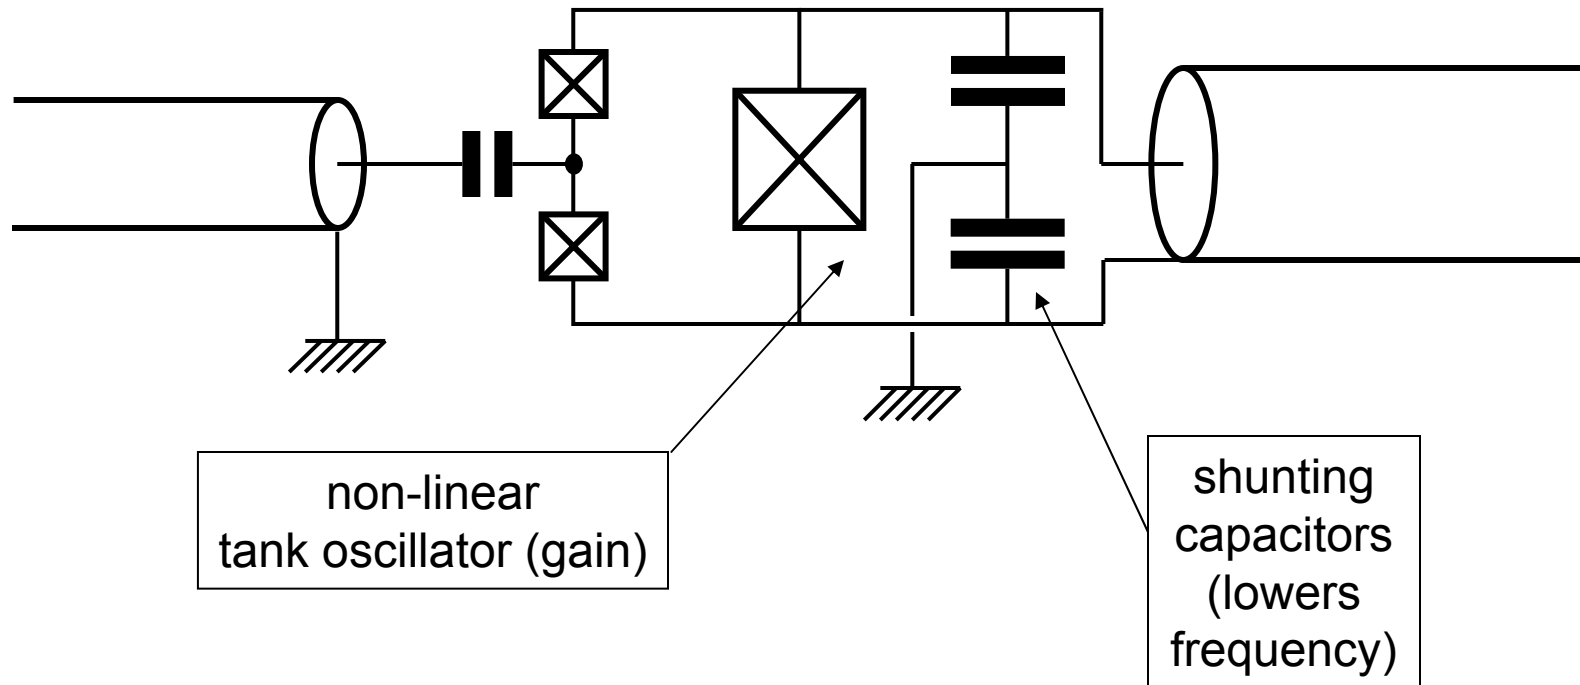 non-linear
tank oscillator (gain)
shunting
capacitors
(lowers
frequency)